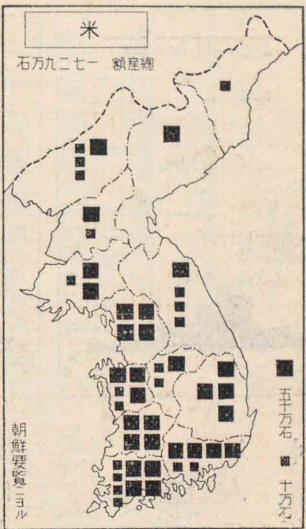 米
總産額 一七二九万石
五十万石
十万石
朝鮮要覧ニヨル